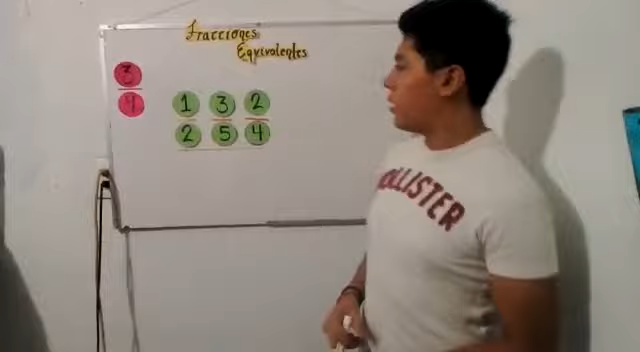 Fracciones
Equivalentes
3
4
1 3 2
2 5 4
HOLLISTER